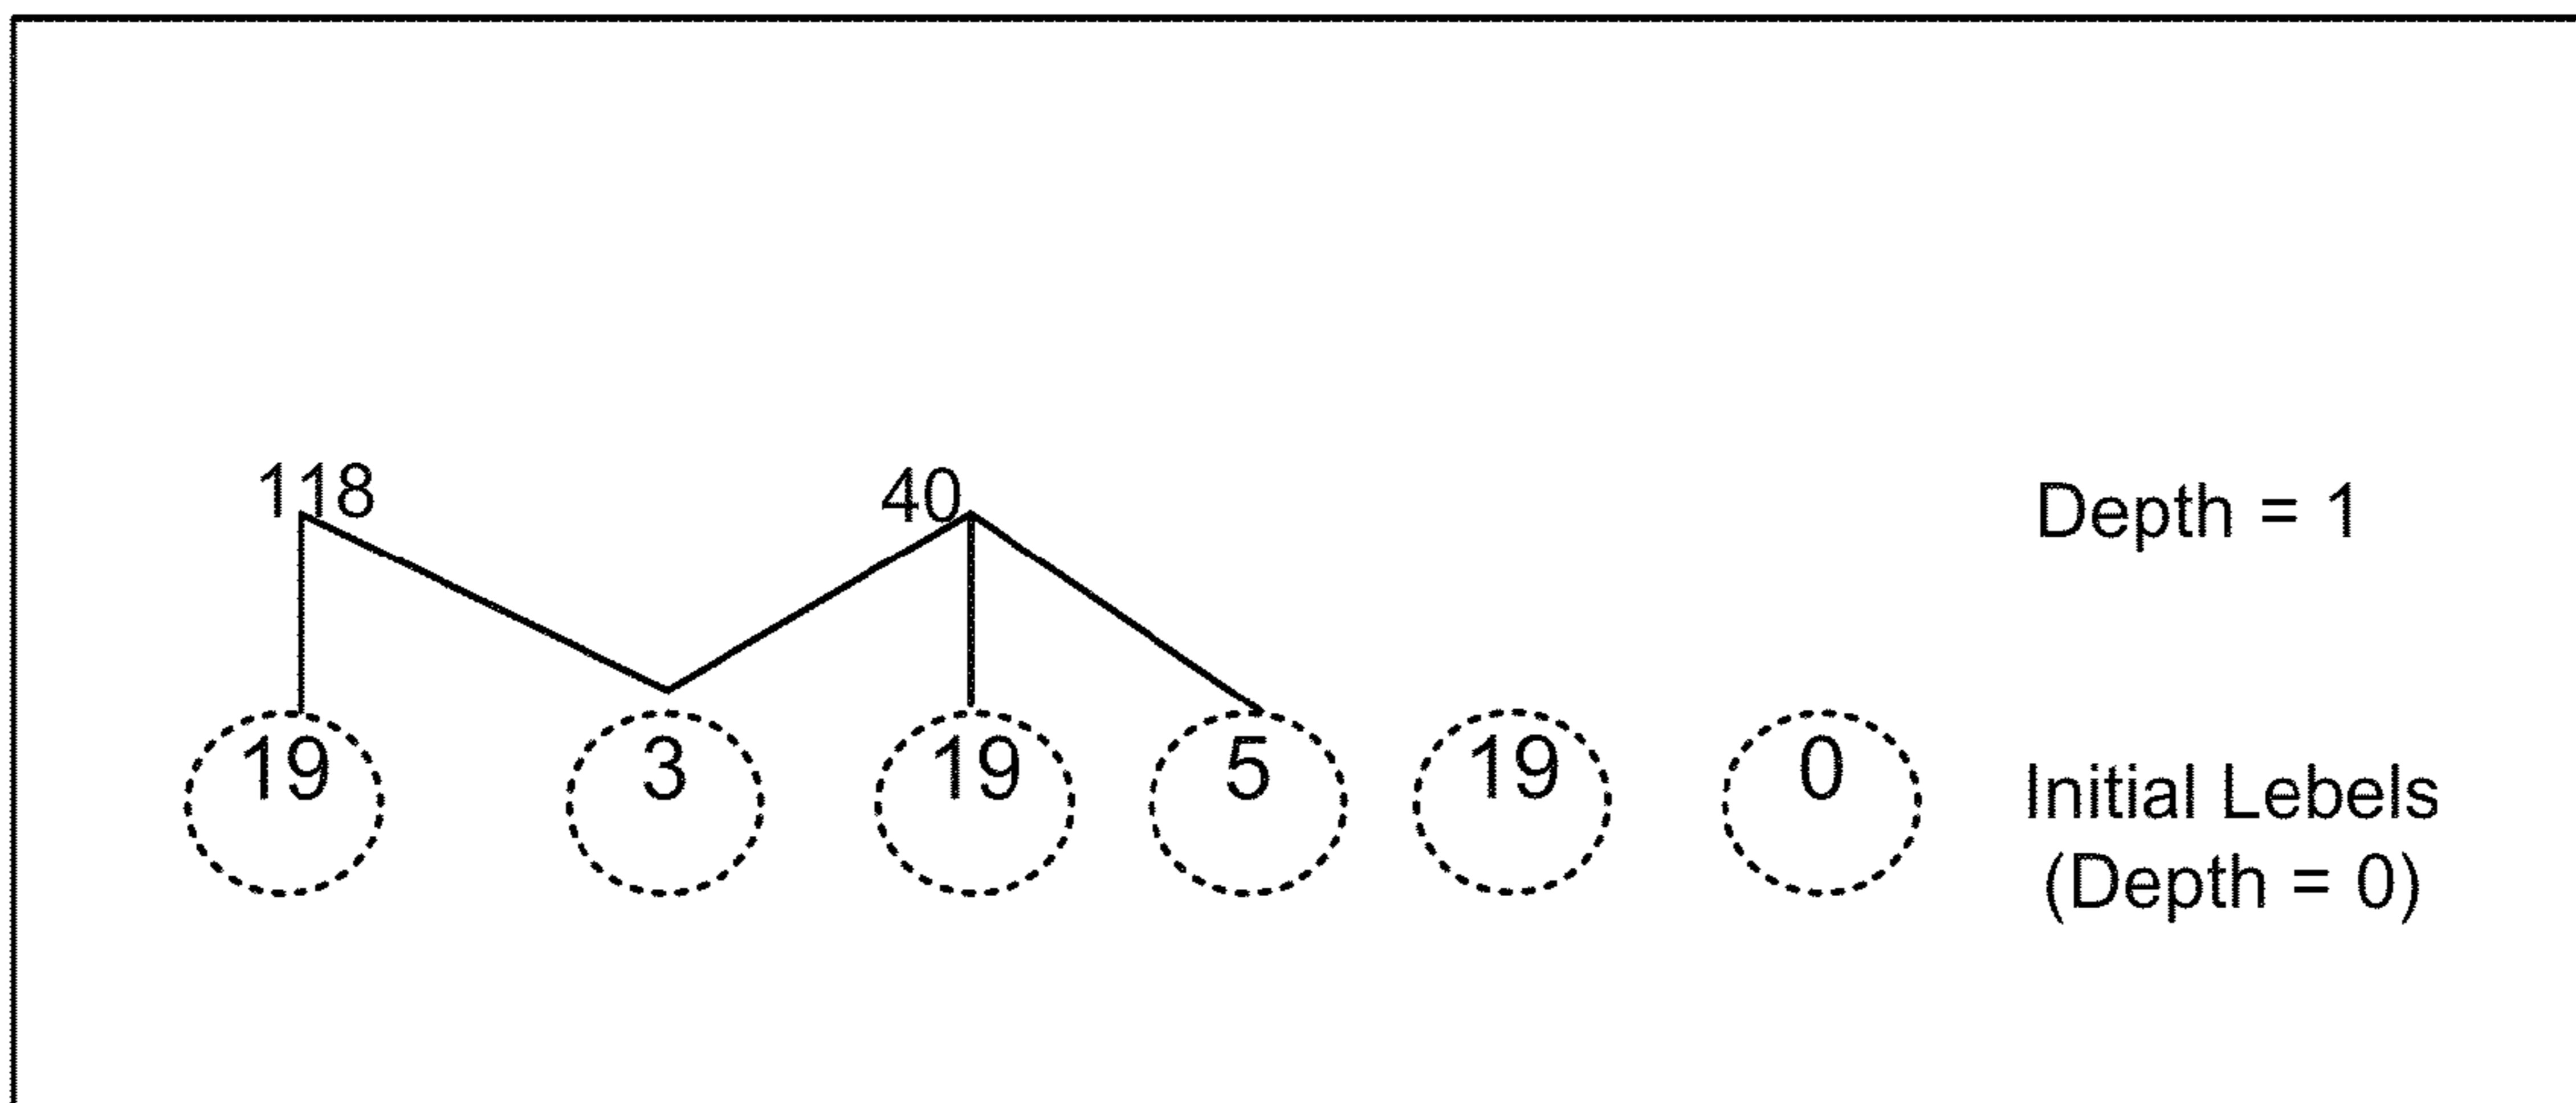 118 40 Depth = 1
19 3 19 5 19 0
Initial Lebels
(Depth = 0)